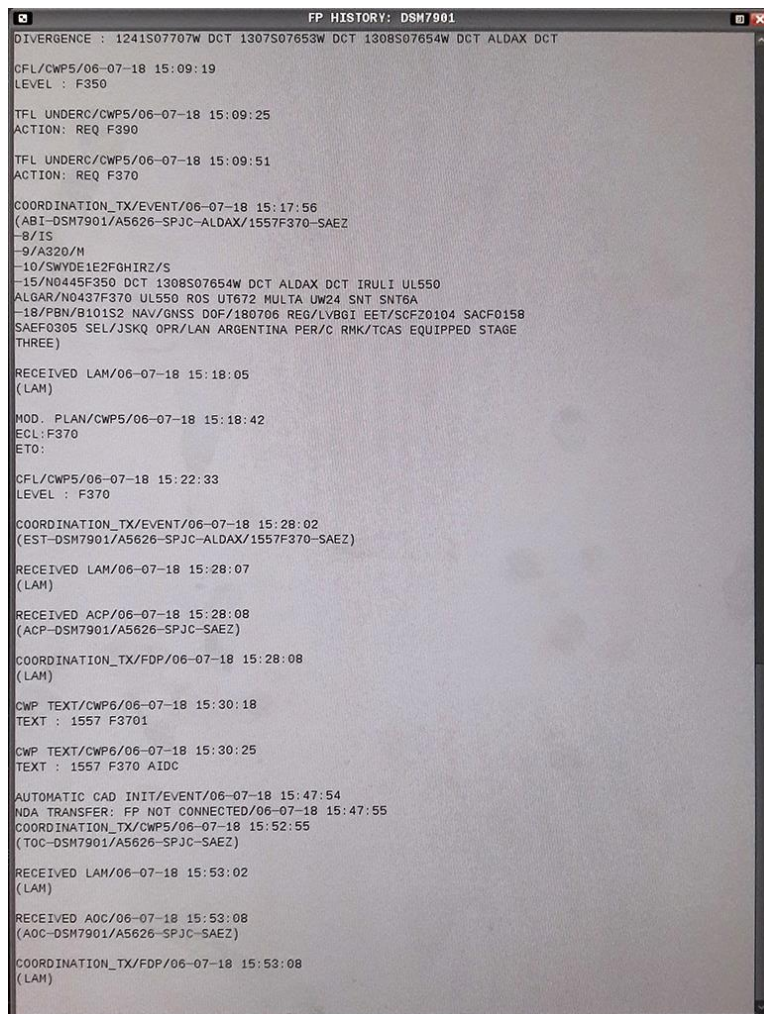 FP HISTORY: DSM7901
DIVERGENCE : 1241S07707W DCT 1307S07653W DCT 1308S07654W DCT ALDAX DCT
CFL/CWP5/06-07-18 15:09:19
LEVEL : F350
TFL UNDERC/CWP5/06-07-18 15:09:25
ACTION: REQ F390
TFL UNDERC/CWP5/06-07-18 15:09:51
ACTION: REQ F370
COORDINATION_TX/EVENT/06-07-18 15:17:56
(ABI-DSM7901/A5626-SPJC-ALDAX/1557F370-SAEZ
-8/IS
-9/A320/M
-10/SWYDE1E2FGHIRZ/S
-15/N0445F350 DCT 1308S07654W DCT ALDAX DCT IRULI UL550
ALGAR/N0437F370 UL550 ROS UT672 MULTA UW24 SNT SNT6A
-18/PBN/B101S2 NAV/GNSS DOF/180706 REG/LVBGI EET/SCFZ0104 SACF0158
SAEF0305 SEL/JSKQ OPR/LAN ARGENTINA PER/C RMK/TCAS EQUIPPED STAGE
THREE)
RECEIVED LAM/06-07-18 15:18:05
(LAM)
MOD. PLAN/CWP5/06-07-18 15:18:42
ECL:F370
ETO:
CFL/CWP5/06-07-18 15:22:33
LEVEL : F370
COORDINATION_TX/EVENT/06-07-18 15:28:02
(EST-DSM7901/A5626-SPJC-ALDAX/1557F370-SAEZ)
RECEIVED LAM/06-07-18 15:28:07
(LAM)
RECEIVED ACP/06-07-18 15:28:08
(ACP-DSM7901/A5626-SPJC-SAEZ)
COORDINATION_TX/FDP/06-07-18 15:28:08
(LAM)
CWP TEXT/CWP6/06-07-18 15:30:18
TEXT : 1557 F3701
CWP TEXT/CWP6/06-07-18 15:30:25
TEXT : 1557 F370 AIDC
AUTOMATIC CAD INIT/EVENT/06-07-18 15:47:54
NDA TRANSFER: FP NOT CONNECTED/06-07-18 15:47:55
COORDINATION_TX/CWP5/06-07-18 15:52:55
(TOC-DSM7901/A5626-SPJC-SAEZ)
RECEIVED LAM/06-07-18 15:53:02
(LAM)
RECEIVED AOC/06-07-18 15:53:08
(AOC-DSM7901/A5626-SPJC-SAEZ)
COORDINATION_TX/FDP/06-07-18 15:53:08
(LAM)